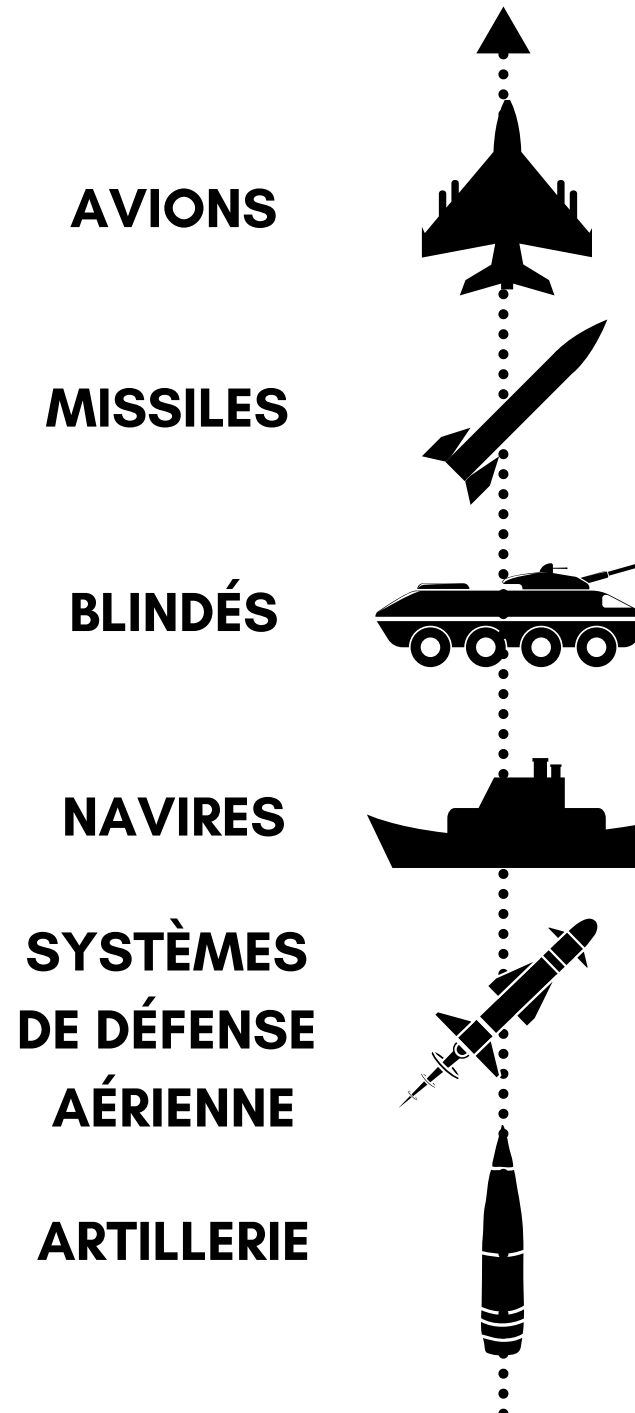 AVIONS
MISSILES
BLINDÉS
NAVIRES
SYSTÈMES
DE DÉFENSE
AÉRIENNE
ARTILLERIE